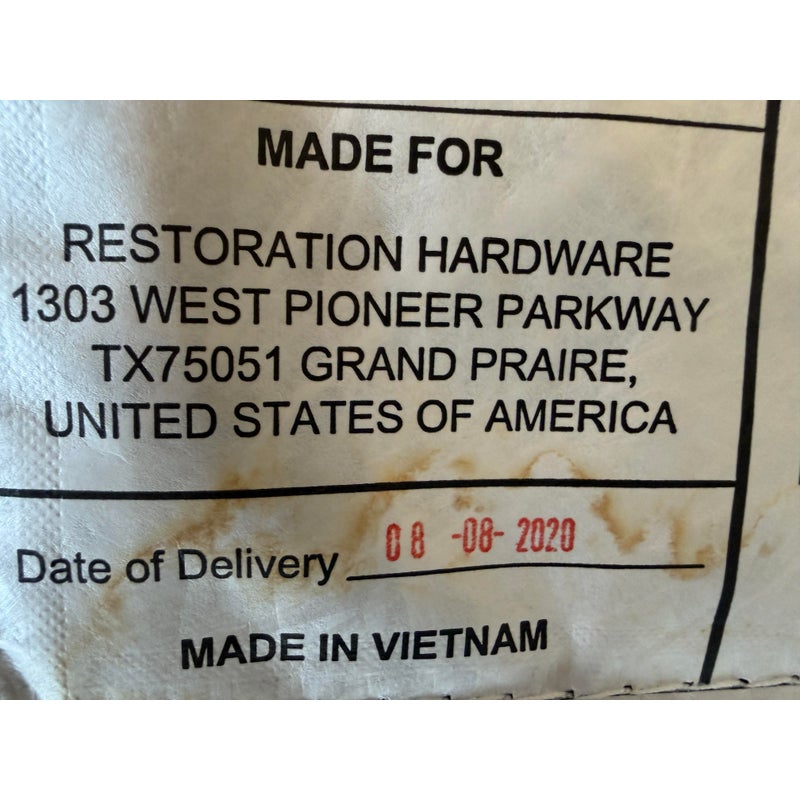 MADE FOR
RESTORATION HARDWARE
1303 WEST PIONEER PARKWAY
TX75051 GRAND PRAIRE,
UNITED STATES OF AMERICA
Date of Delivery 08 -08- 2020
MADE IN VIETNAM